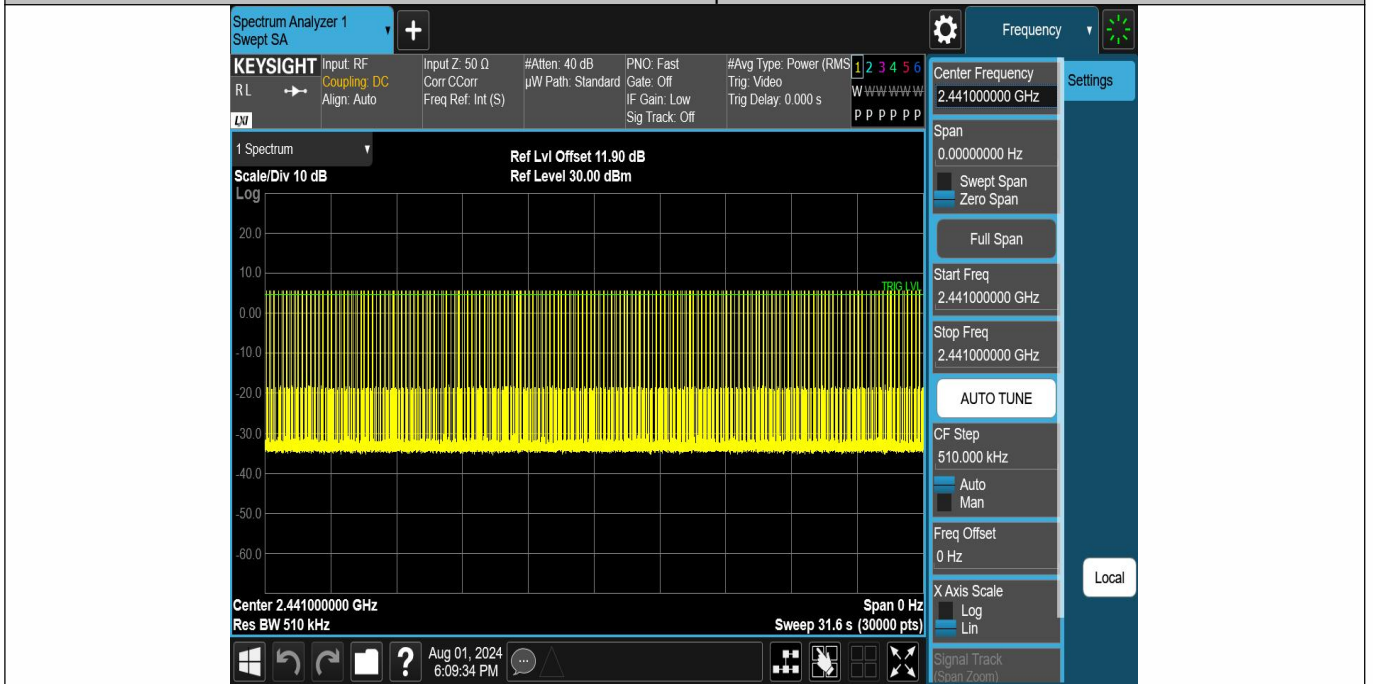 Spectrum Analyzer 1
Swept SA
+
Frequency
KEYSIGHT
RL
LXI
Input: RF
Coupling: DC
Align: Auto
Input Z: 50 Ω
Corr CCorr
Freq Ref: Int (S)
#Atten: 40 dB
µW Path: Standard
PNO: Fast
Gate: Off
IF Gain: Low
Sig Track: Off
#Avg Type: Power (RMS
Trig: Video
Trig Delay: 0.000 s
1 2 3 4 5 6
W W W W W W
P P P P P P
1 Spectrum
Scale/Div 10 dB
Ref Lvl Offset 11.90 dB
Ref Level 30.00 dBm
Log
20.0
10.0
0.00
-10.0
-20.0
-30.0
-40.0
-50.0
-60.0
TRIG LVL
Center 2.441000000 GHz
Span 0 Hz
Res BW 510 kHz
Sweep 31.6 s (30000 pts)
Center Frequency
2.441000000 GHz
Settings
Span
0.00000000 Hz
Swept Span
Zero Span
Full Span
Start Freq
2.441000000 GHz
Stop Freq
2.441000000 GHz
AUTO TUNE
CF Step
510.000 kHz
Auto
Man
Freq Offset
0 Hz
X Axis Scale
Log
Lin
Local
Signal Track
(Span Zoom)
?
Aug 01, 2024
6:09:34 PM